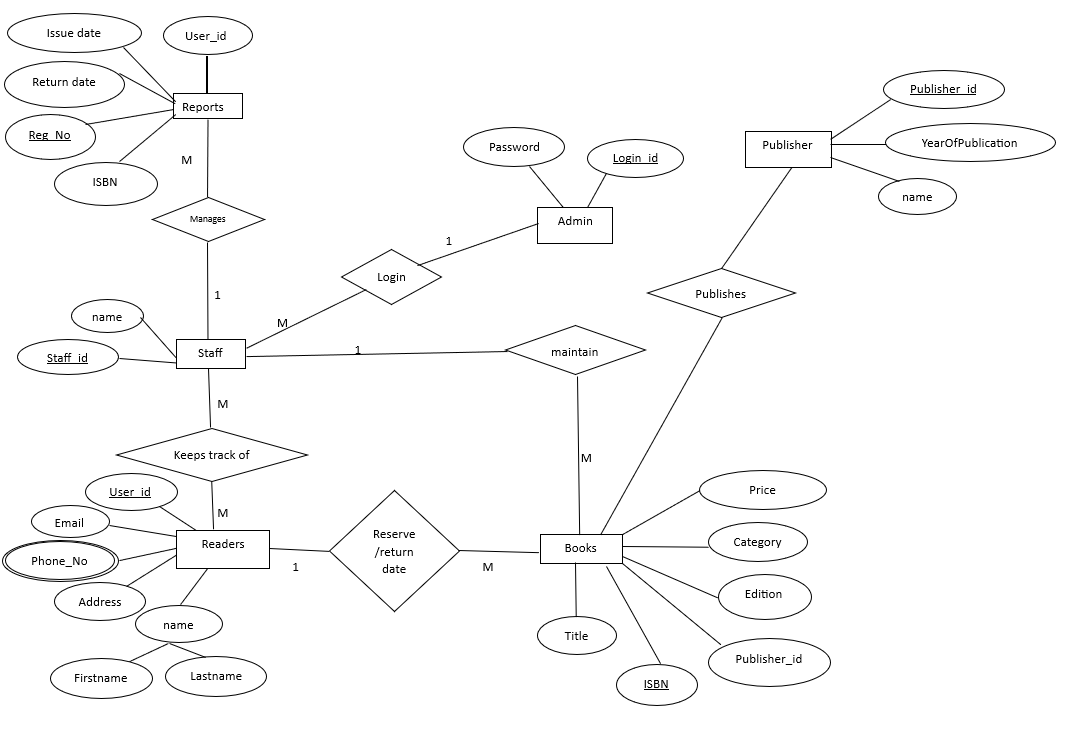 Issue date
User_id
Return date
Reports
Reg_No
ISBN
M
Manages
1
Password
Login_id
Admin
1
Login
M
Publisher
Publisher_id
YearOfPublication
name
Publishes
name
Staff_id
Staff
1
maintain
M
M
Keeps track of
M
User_id
Email
Phone_No
Address
Readers
name
Firstname
Lastname
1
Reserve
/return
date
M
Books
Price
Category
Edition
Publisher_id
Title
ISBN